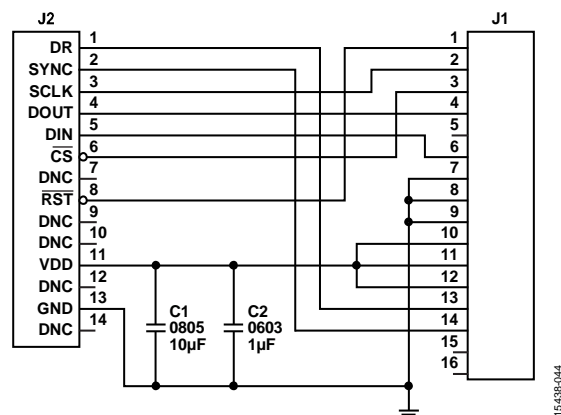 J2
J1
DR 1
SYNC 2
SCLK 3
DOUT 4
DIN 5
CS 6
DNC 7
RST 8
DNC 9
DNC 10
VDD 11
DNC 12
GND 13
DNC 14
C1
0805
10µF
C2
0603
1µF
1
2
3
4
5
6
7
8
9
10
11
12
13
14
15
16
15438-044